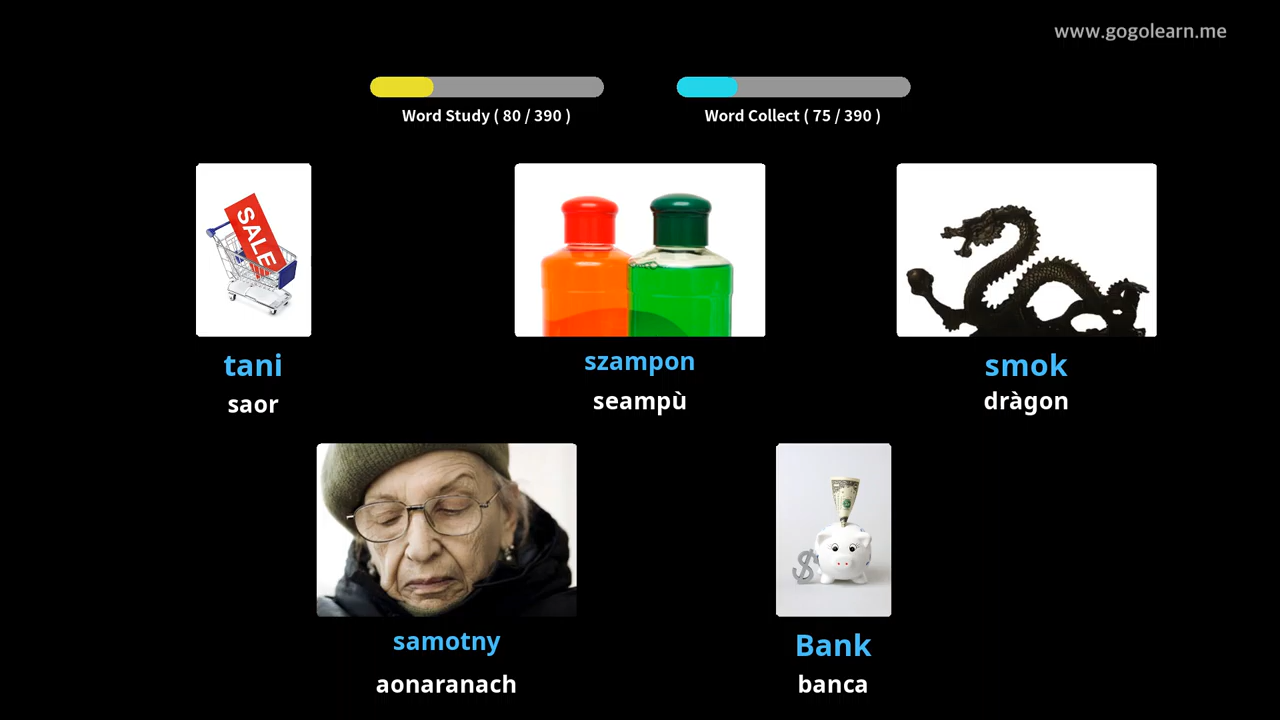 www.gogolearn.me
Word Study ( 80 / 390 )
Word Collect ( 75 / 390 )
SALE
tani
saor
szampon
seampù
smok
dràgon
$
samotny
aonaranach
Bank
banca